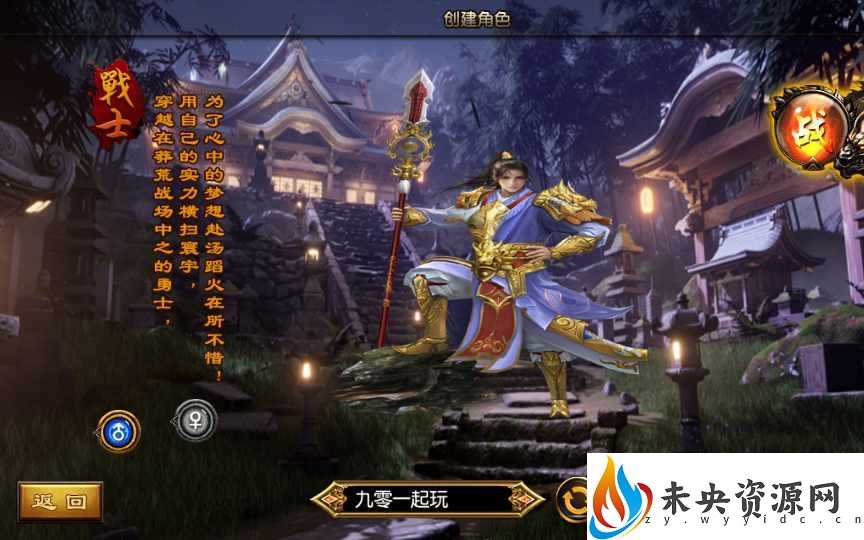 创建角色
戰士
为了心中的梦想赴汤蹈火在所不惜！
用自己的实力横扫寰宇，
穿越在莽荒战场中之的勇士，
战
返回
九零一起玩
未央资源网
zy.wyyidc.cn